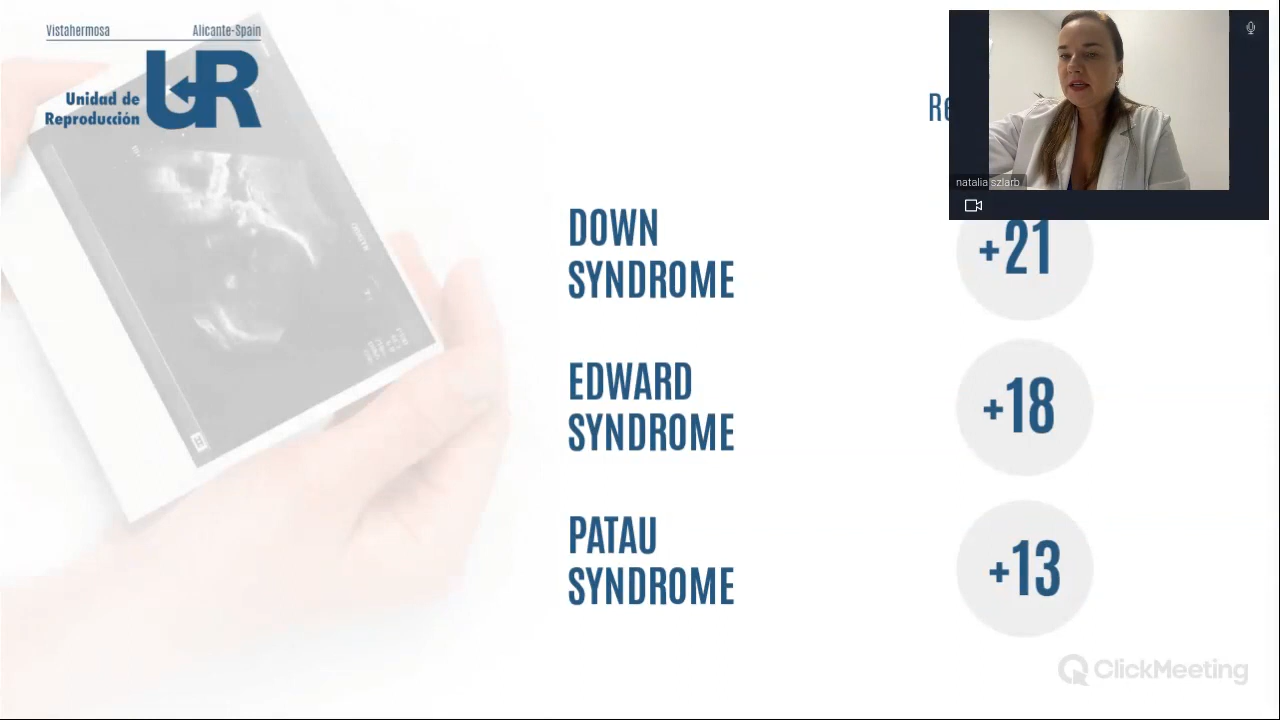 Vistahermosa Alicante-Spain
UR
Unidad de
Reproducción
Re
natalia szlarb
DOWN
SYNDROME
+21
EDWARD
SYNDROME
+18
PATAU
SYNDROME
+13
ClickMeeting